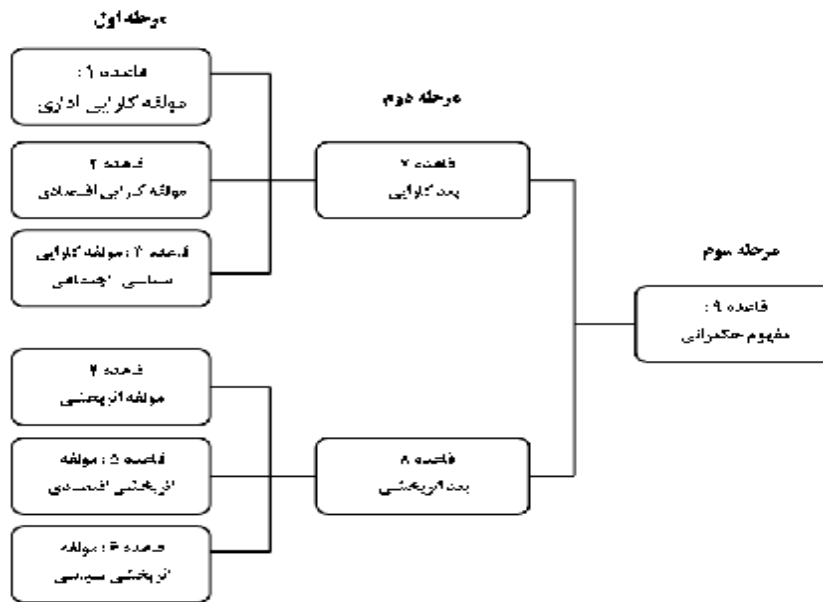 مرحله اول
قاعده ۱ :
مولفه کارایی اداری
قاعده ۲
مولفه کارایی اقتصادی
قاعده ۳ : مولفه کارایی
سیاسی اجتماعی
قاعده ۴
مولفه اثربخشی
قاعده ۵ : مولفه
اثربخشی اقتصادی
قاعده ۶ : مولفه
اثربخشی سیاسی
مرحله دوم
قاعده ۷
بعد کارایی
قاعده ۸
بعد اثربخشی
مرحله سوم
قاعده ۹ :
مفهوم حکمرانی